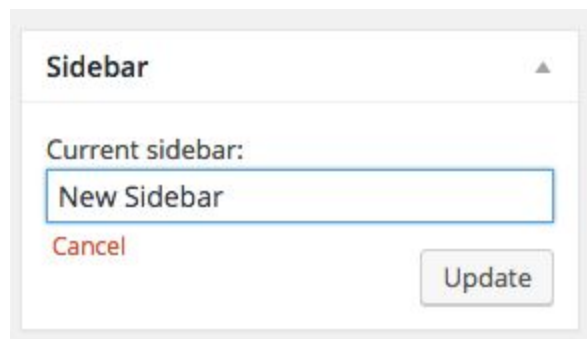 Sidebar
Current sidebar:
New Sidebar
Cancel
Update